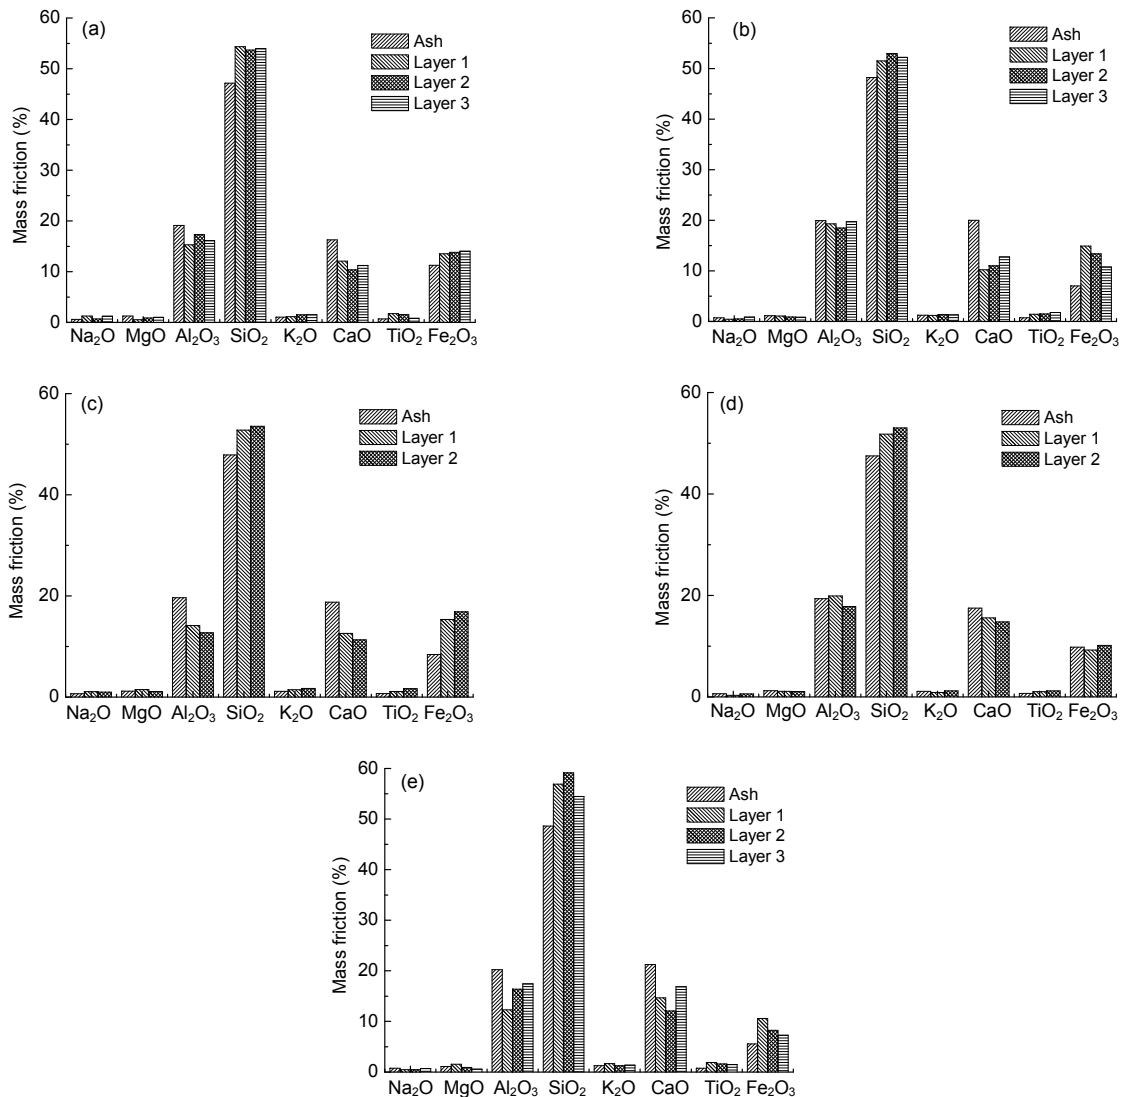 (a)
Ash
Layer 1
Layer 2
Layer 3
Mass friction (%)
60
50
40
30
20
10
0
Na₂O MgO Al₂O₃ SiO₂ K₂O CaO TiO₂ Fe₂O₃
(b)
Ash
Layer 1
Layer 2
Layer 3
Mass friction (%)
60
50
40
30
20
10
0
Na₂O MgO Al₂O₃ SiO₂ K₂O CaO TiO₂ Fe₂O₃
(c)
Ash
Layer 1
Layer 2
Mass friction (%)
60
40
20
0
Na₂O MgO Al₂O₃ SiO₂ K₂O CaO TiO₂ Fe₂O₃
(d)
Ash
Layer 1
Layer 2
Mass friction (%)
60
40
20
0
Na₂O MgO Al₂O₃ SiO₂ K₂O CaO TiO₂ Fe₂O₃
(e)
Ash
Layer 1
Layer 2
Layer 3
Mass friction (%)
60
50
40
30
20
10
0
Na₂O MgO Al₂O₃ SiO₂ K₂O CaO TiO₂ Fe₂O₃